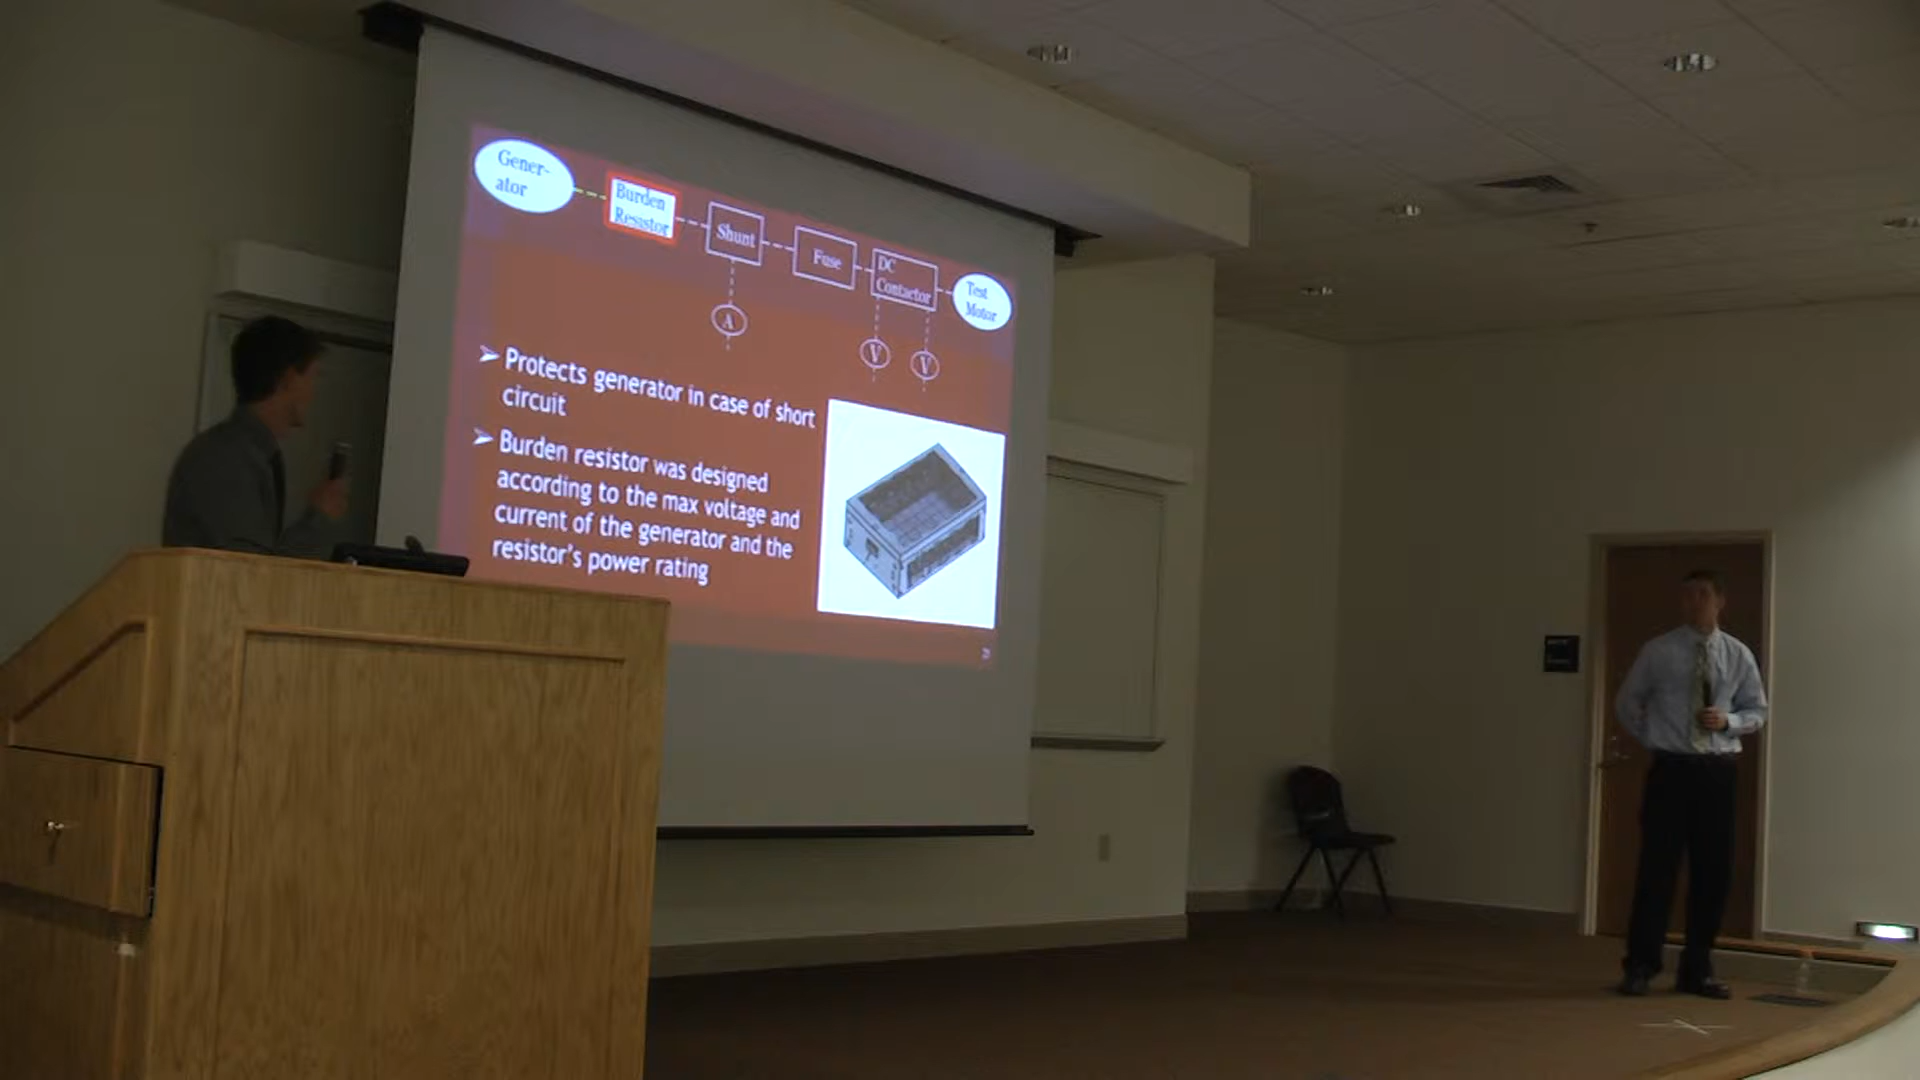 Gener-
ator
Burden
Resistor
Shunt
Fuse
DC
Contactor
Test
Motor
A
V
V
➢ Protects generator in case of short
circuit
➢ Burden resistor was designed
according to the max voltage and
current of the generator and the
resistor's power rating